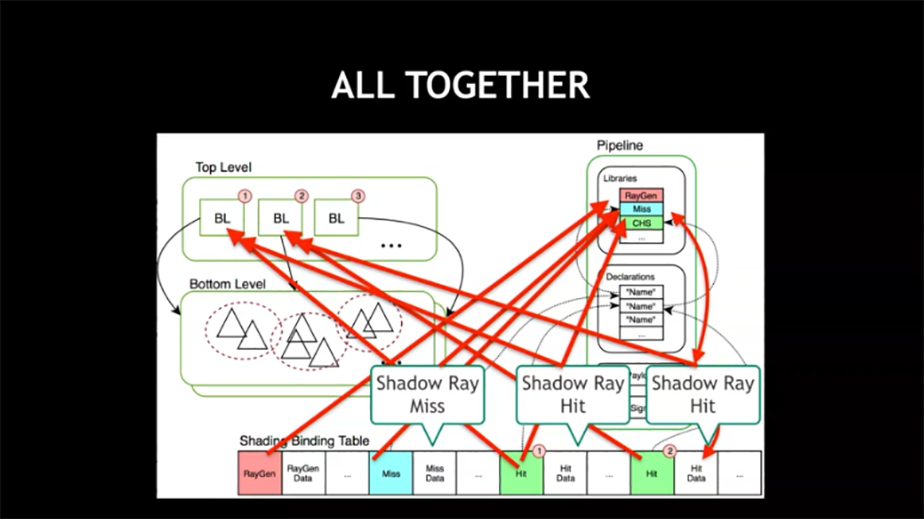 ALL TOGETHER
Top Level
BL
1
BL
2
BL
3
...
Bottom Level
...
Pipeline
Libraries
RayGen
Miss
CHS
...
Declarations
"Name"
"Name"
"Name"
...
Shadow Ray
Miss
Shadow Ray
Hit
Shadow Ray
Hit
Shading Binding Table
RayGen
RayGen
Data
...
Miss
Miss
Data
...
Hit
1
Hit
Data
...
Hit
2
Hit
Data
...